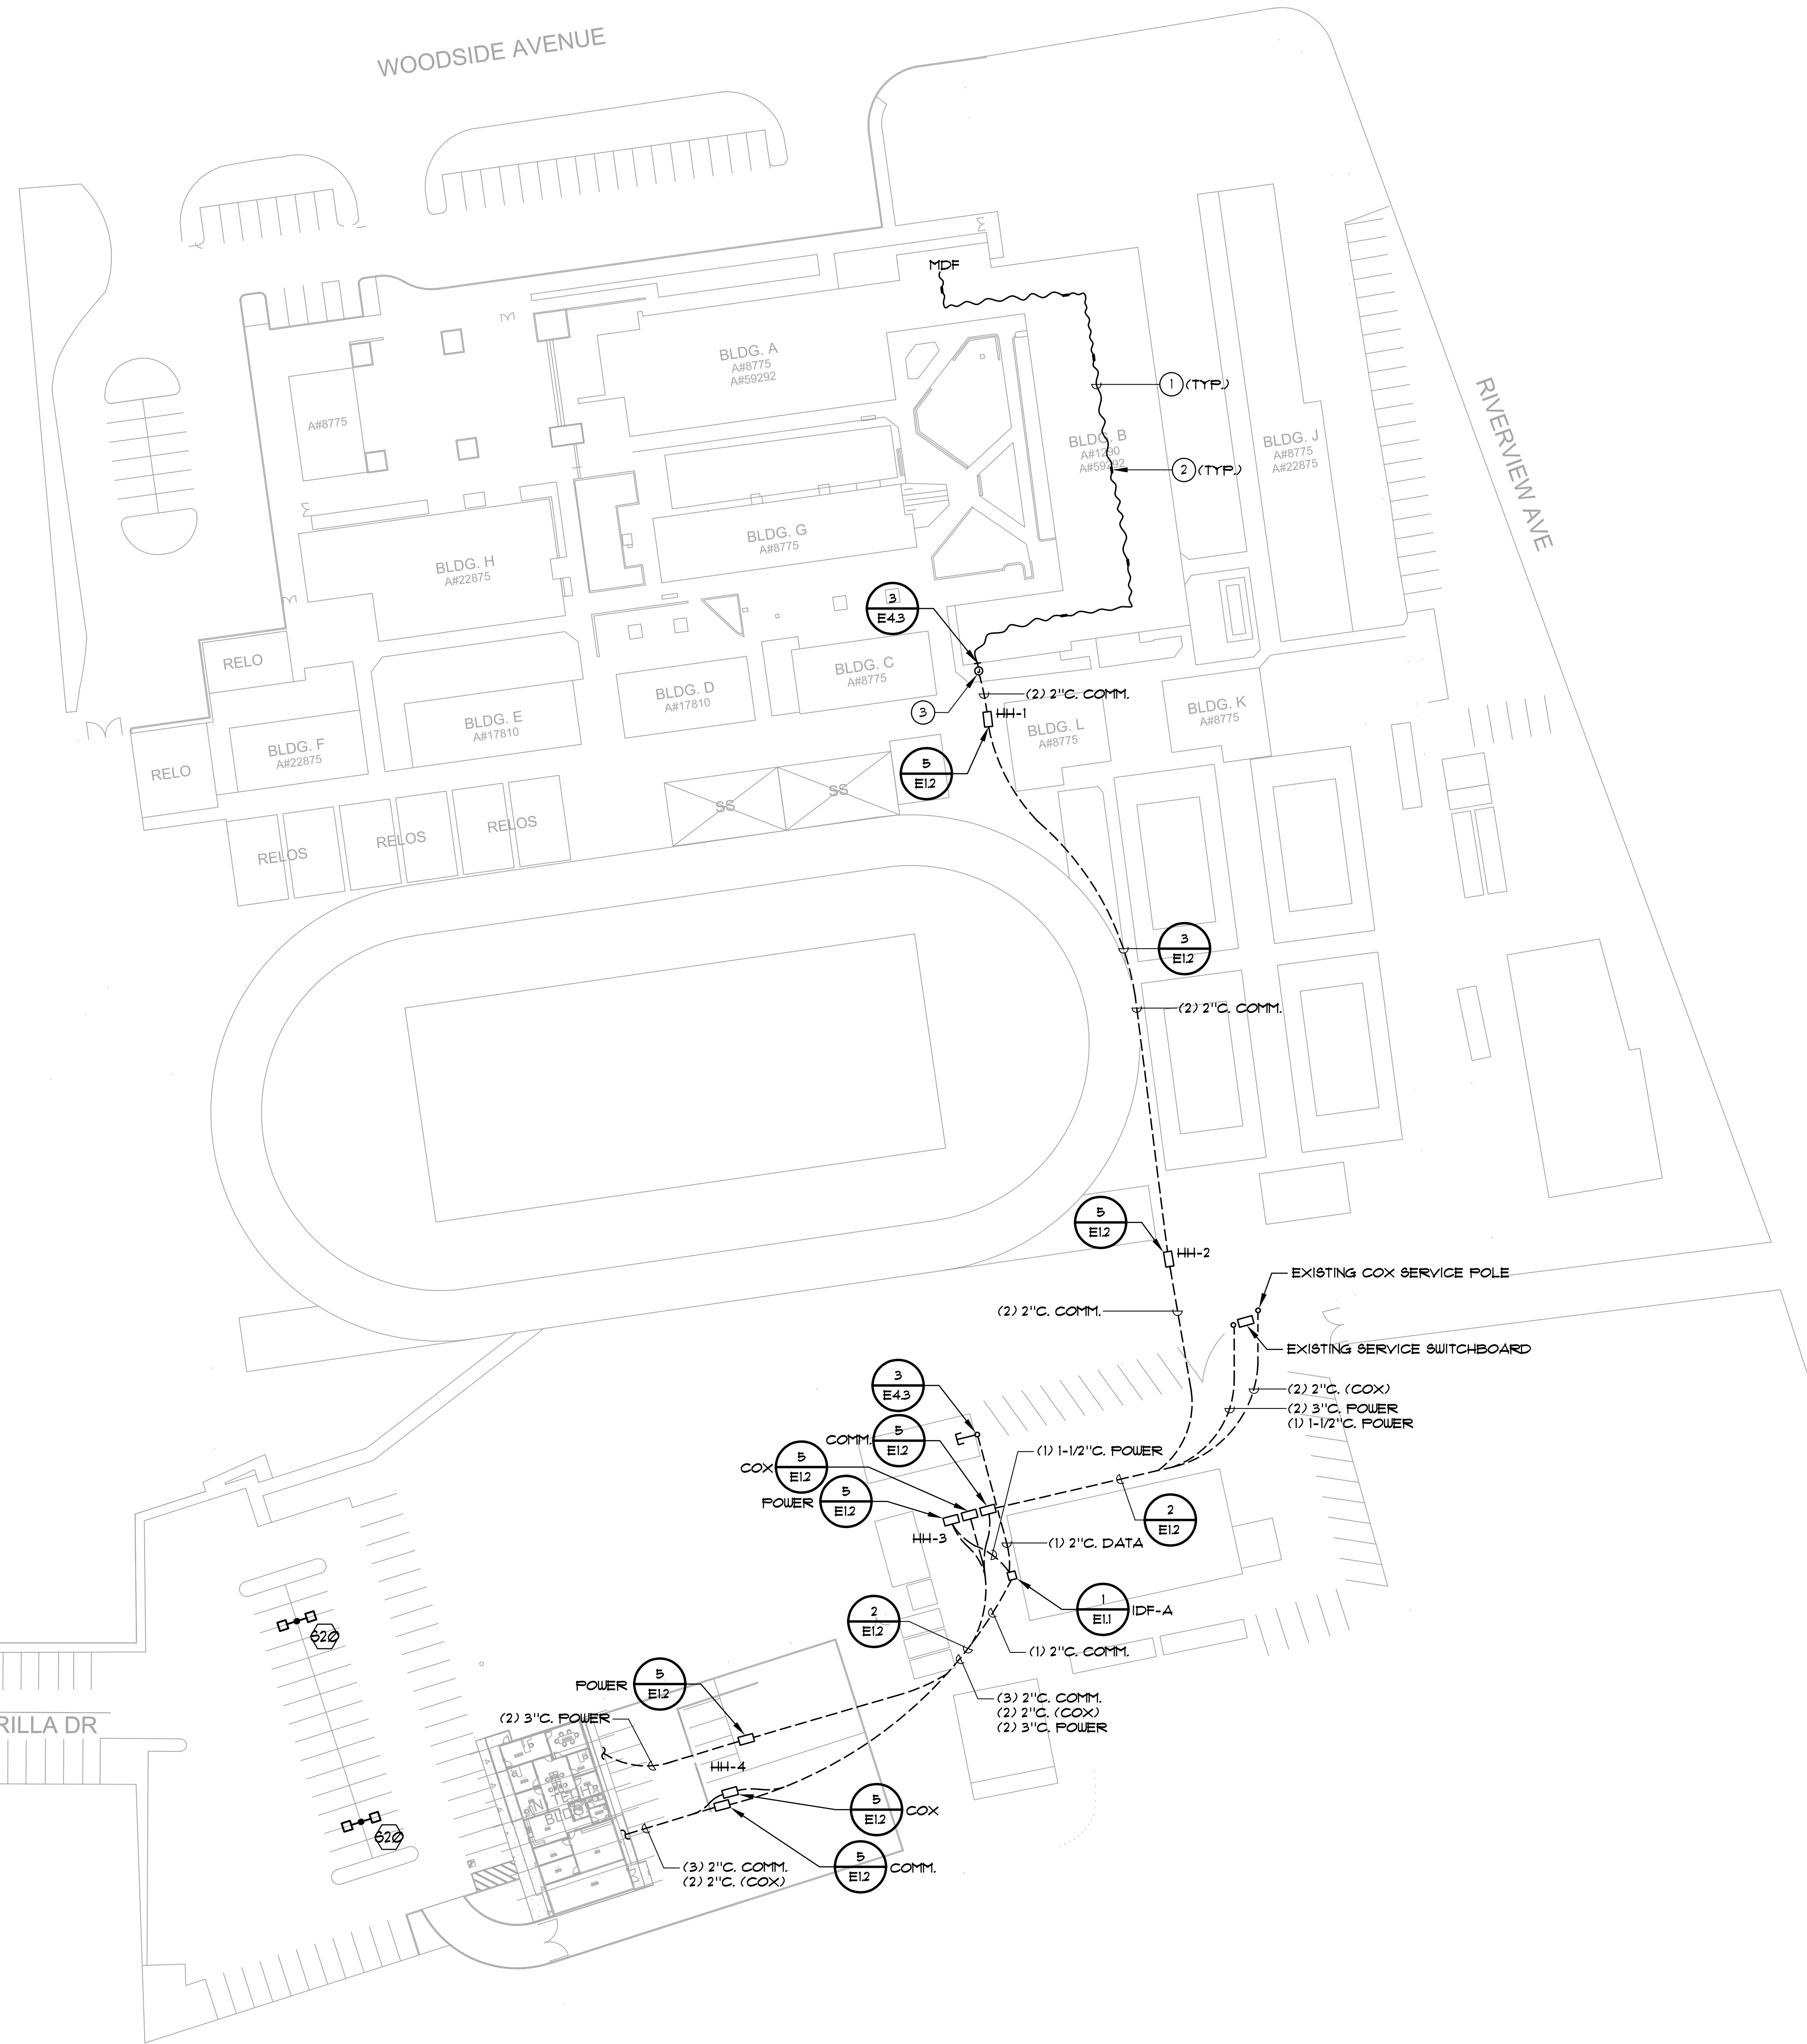 WOODSIDE AVENUE
MDF
BLDG. A
A#8775
A#59292
1 (TYP.)
RIVERVIEW AVE
A#8775
BLDG. B
A#1290
A#59292
BLDG. J
A#8775
A#22875
2 (TYP.)
BLDG. G
A#8775
BLDG. H
A#22875
3
E4.3
RELO
BLDG. C
A#8775
BLDG. D
A#17810
(2) 2"C. COMM.
3
HH-1
BLDG. K
A#8775
BLDG. E
A#17810
BLDG. L
A#8775
BLDG. F
A#22875
RELO
5
E1.2
SS
SS
RELOS
RELOS
RELOS
3
E1.2
(2) 2"C. COMM.
5
E1.2
HH-2
EXISTING COX SERVICE POLE
(2) 2"C. COMM.
EXISTING SERVICE SWITCHBOARD
3
E4.3
(2) 2"C. (COX)
(2) 3"C. POWER
(1) 1-1/2"C. POWER
COMM.
5
E1.2
(1) 1-1/2"C. POWER
COX
5
E1.2
POWER
5
E1.2
2
E1.2
HH-3
(1) 2"C. DATA
1
E1.1
IDF-A
2
E1.2
S20
(1) 2"C. COMM.
POWER
5
E1.2
(3) 2"C. COMM.
(2) 2"C. (COX)
(2) 3"C. POWER
(2) 3"C. POWER
RILLA DR
HH-4
5
E1.2
COX
S20
5
E1.2
COMM.
(3) 2"C. COMM.
(2) 2"C. (COX)